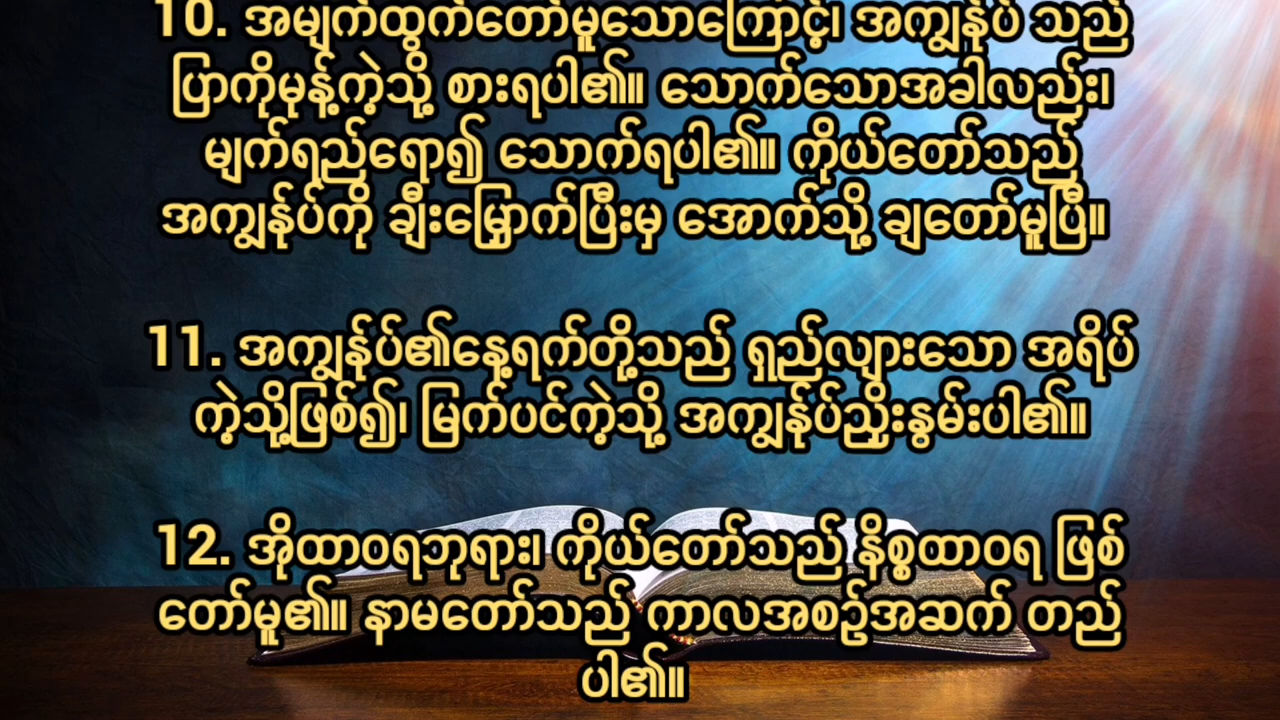 10. အမျက်ထွက်တော်မူသောကြောင့်၊ အကျွန်ုပ် သည်
ပြာကိုမုန့်ကဲ့သို့ စားရပါ၏။ သောက်သောအခါလည်း၊
မျက်ရည်ရော၍ သောက်ရပါ၏။ ကိုယ်တော်သည်
အကျွန်ုပ်ကို ချီးမြှောက်ပြီးမှ အောက်သို့ ချတော်မူပြီ။
11. အကျွန်ုပ်၏နေ့ရက်တို့သည် ရှည်လျားသော အရိပ်
ကဲ့သို့ဖြစ်၍၊ မြက်ပင်ကဲ့သို့ အကျွန်ုပ်ညှိုးနွမ်းပါ၏။
12. အိုထာဝရဘုရား၊ ကိုယ်တော်သည် နိစ္စထာဝရ ဖြစ်
တော်မူ၏။ နာမတော်သည် ကာလအစဉ်အဆက် တည်
ပါ၏။